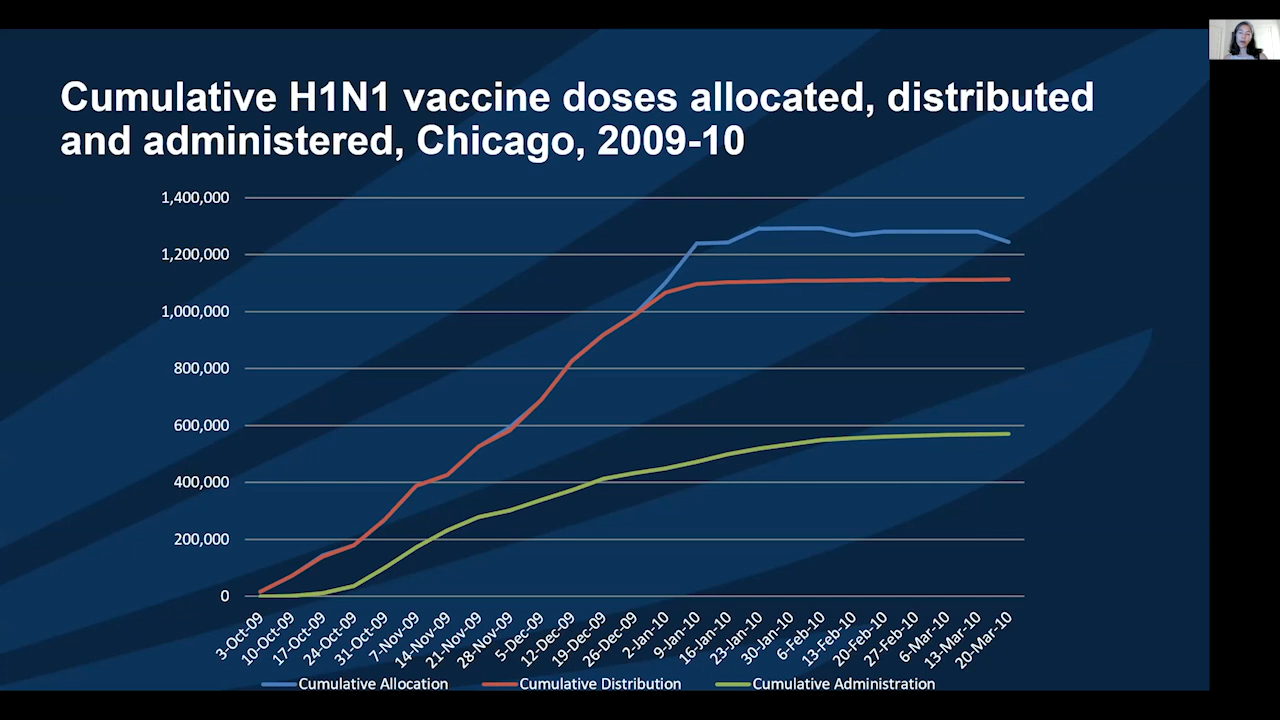 Cumulative H1N1 vaccine doses allocated, distributed
and administered, Chicago, 2009-10
1,400,000
1,200,000
1,000,000
800,000
600,000
400,000
200,000
0
3-Oct-09
10-Oct-09
17-Oct-09
24-Oct-09
31-Oct-09
7-Nov-09
14-Nov-09
21-Nov-09
28-Nov-09
5-Dec-09
12-Dec-09
19-Dec-09
26-Dec-09
2-Jan-10
9-Jan-10
16-Jan-10
23-Jan-10
30-Jan-10
6-Feb-10
13-Feb-10
20-Feb-10
27-Feb-10
6-Mar-10
13-Mar-10
20-Mar-10
Cumulative Allocation
Cumulative Distribution
Cumulative Administration